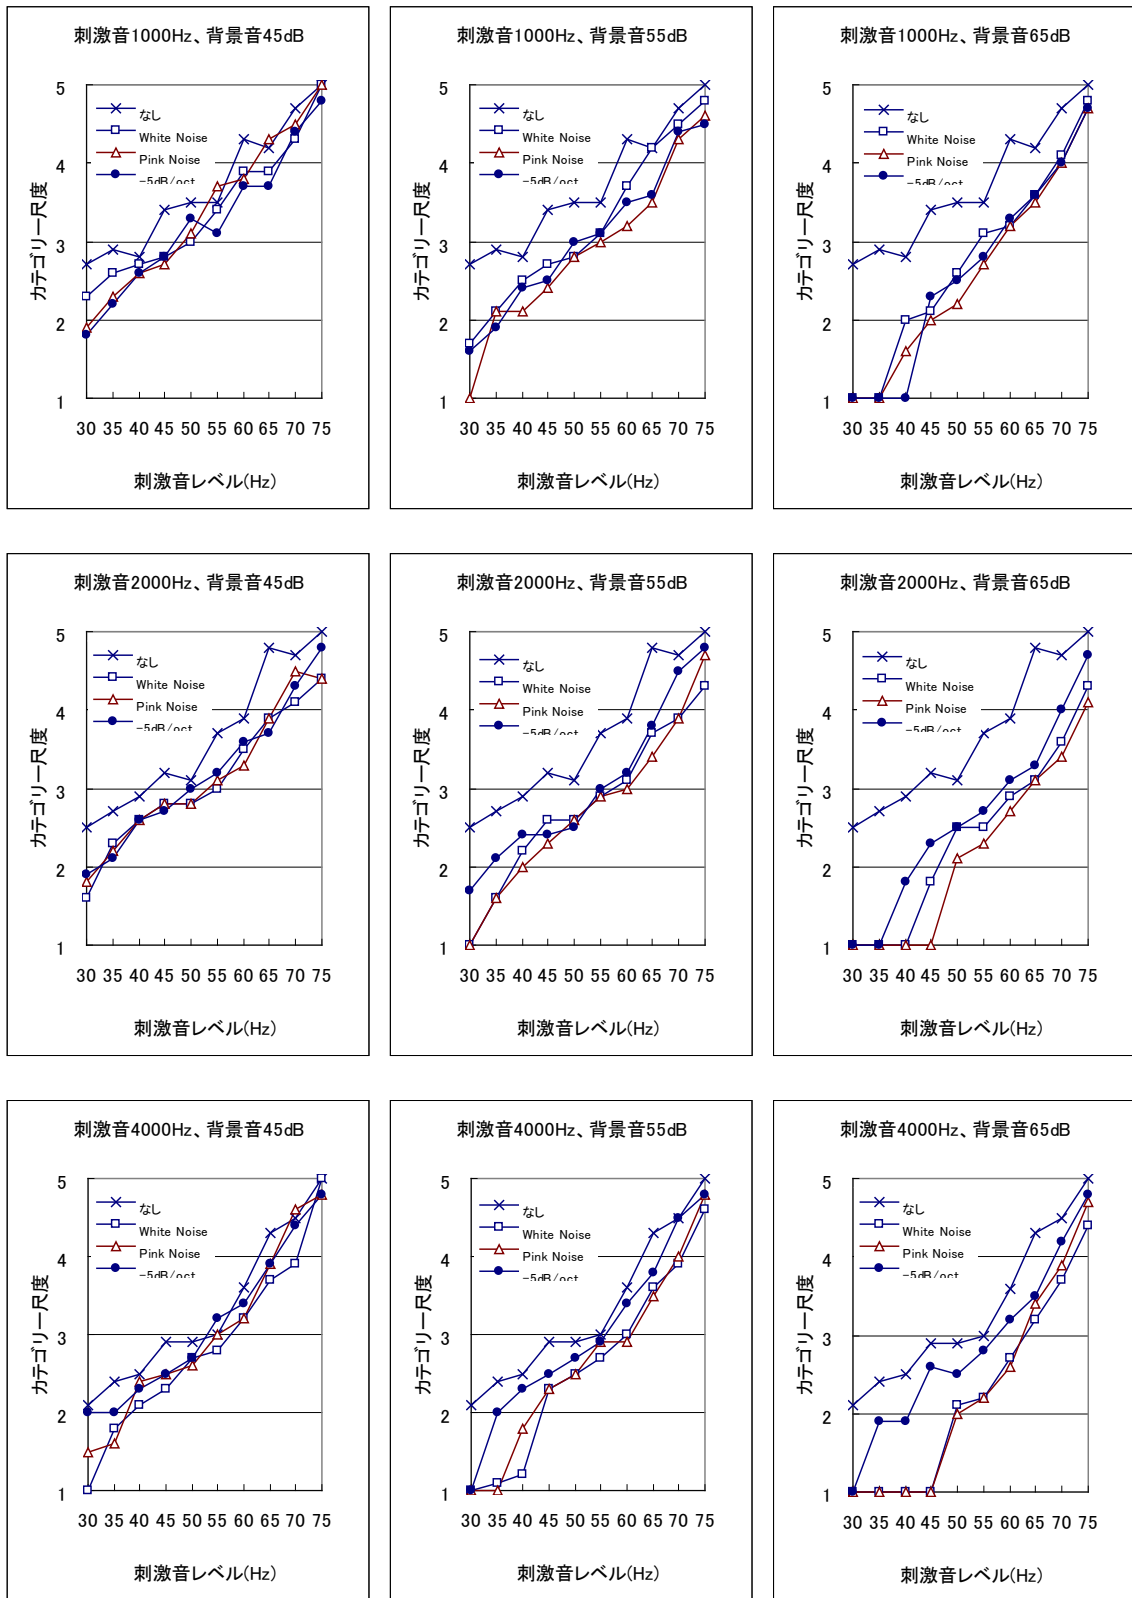 刺激音1000Hz、背景音45dB
5
4
3
2
1
カテゴリー尺度
なし
White Noise
Pink Noise
-5dB/oct
30 35 40 45 50 55 60 65 70 75
刺激音レベル(Hz)
刺激音1000Hz、背景音55dB
5
4
3
2
1
カテゴリー尺度
なし
White Noise
Pink Noise
-5dB/oct
30 35 40 45 50 55 60 65 70 75
刺激音レベル(Hz)
刺激音1000Hz、背景音65dB
5
4
3
2
1
カテゴリー尺度
なし
White Noise
Pink Noise
-5dB/oct
30 35 40 45 50 55 60 65 70 75
刺激音レベル(Hz)
刺激音2000Hz、背景音45dB
5
4
3
2
1
カテゴリー尺度
なし
White Noise
Pink Noise
-5dB/oct
30 35 40 45 50 55 60 65 70 75
刺激音レベル(Hz)
刺激音2000Hz、背景音55dB
5
4
3
2
1
カテゴリー尺度
なし
White Noise
Pink Noise
-5dB/oct
30 35 40 45 50 55 60 65 70 75
刺激音レベル(Hz)
刺激音2000Hz、背景音65dB
5
4
3
2
1
カテゴリー尺度
なし
White Noise
Pink Noise
-5dB/oct
30 35 40 45 50 55 60 65 70 75
刺激音レベル(Hz)
刺激音4000Hz、背景音45dB
5
4
3
2
1
カテゴリー尺度
なし
White Noise
Pink Noise
-5dB/oct
30 35 40 45 50 55 60 65 70 75
刺激音レベル(Hz)
刺激音4000Hz、背景音55dB
5
4
3
2
1
カテゴリー尺度
なし
White Noise
Pink Noise
-5dB/oct
30 35 40 45 50 55 60 65 70 75
刺激音レベル(Hz)
刺激音4000Hz、背景音65dB
5
4
3
2
1
カテゴリー尺度
なし
White Noise
Pink Noise
-5dB/oct
30 35 40 45 50 55 60 65 70 75
刺激音レベル(Hz)